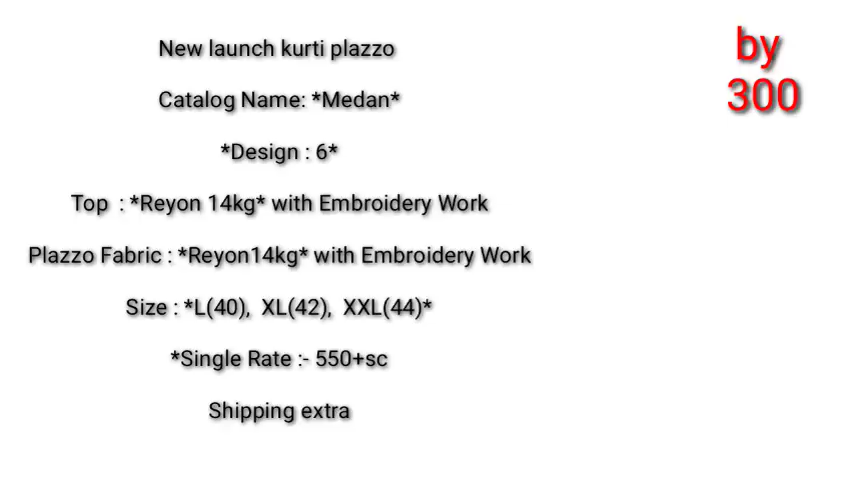 New launch kurti plazzo
Catalog Name: *Medan*
*Design : 6*
Top : *Reyon 14kg* with Embroidery Work
Plazzo Fabric : *Reyon14kg* with Embroidery Work
Size : *L(40), XL(42), XXL(44)*
*Single Rate :- 550+sc
Shipping extra
by
300